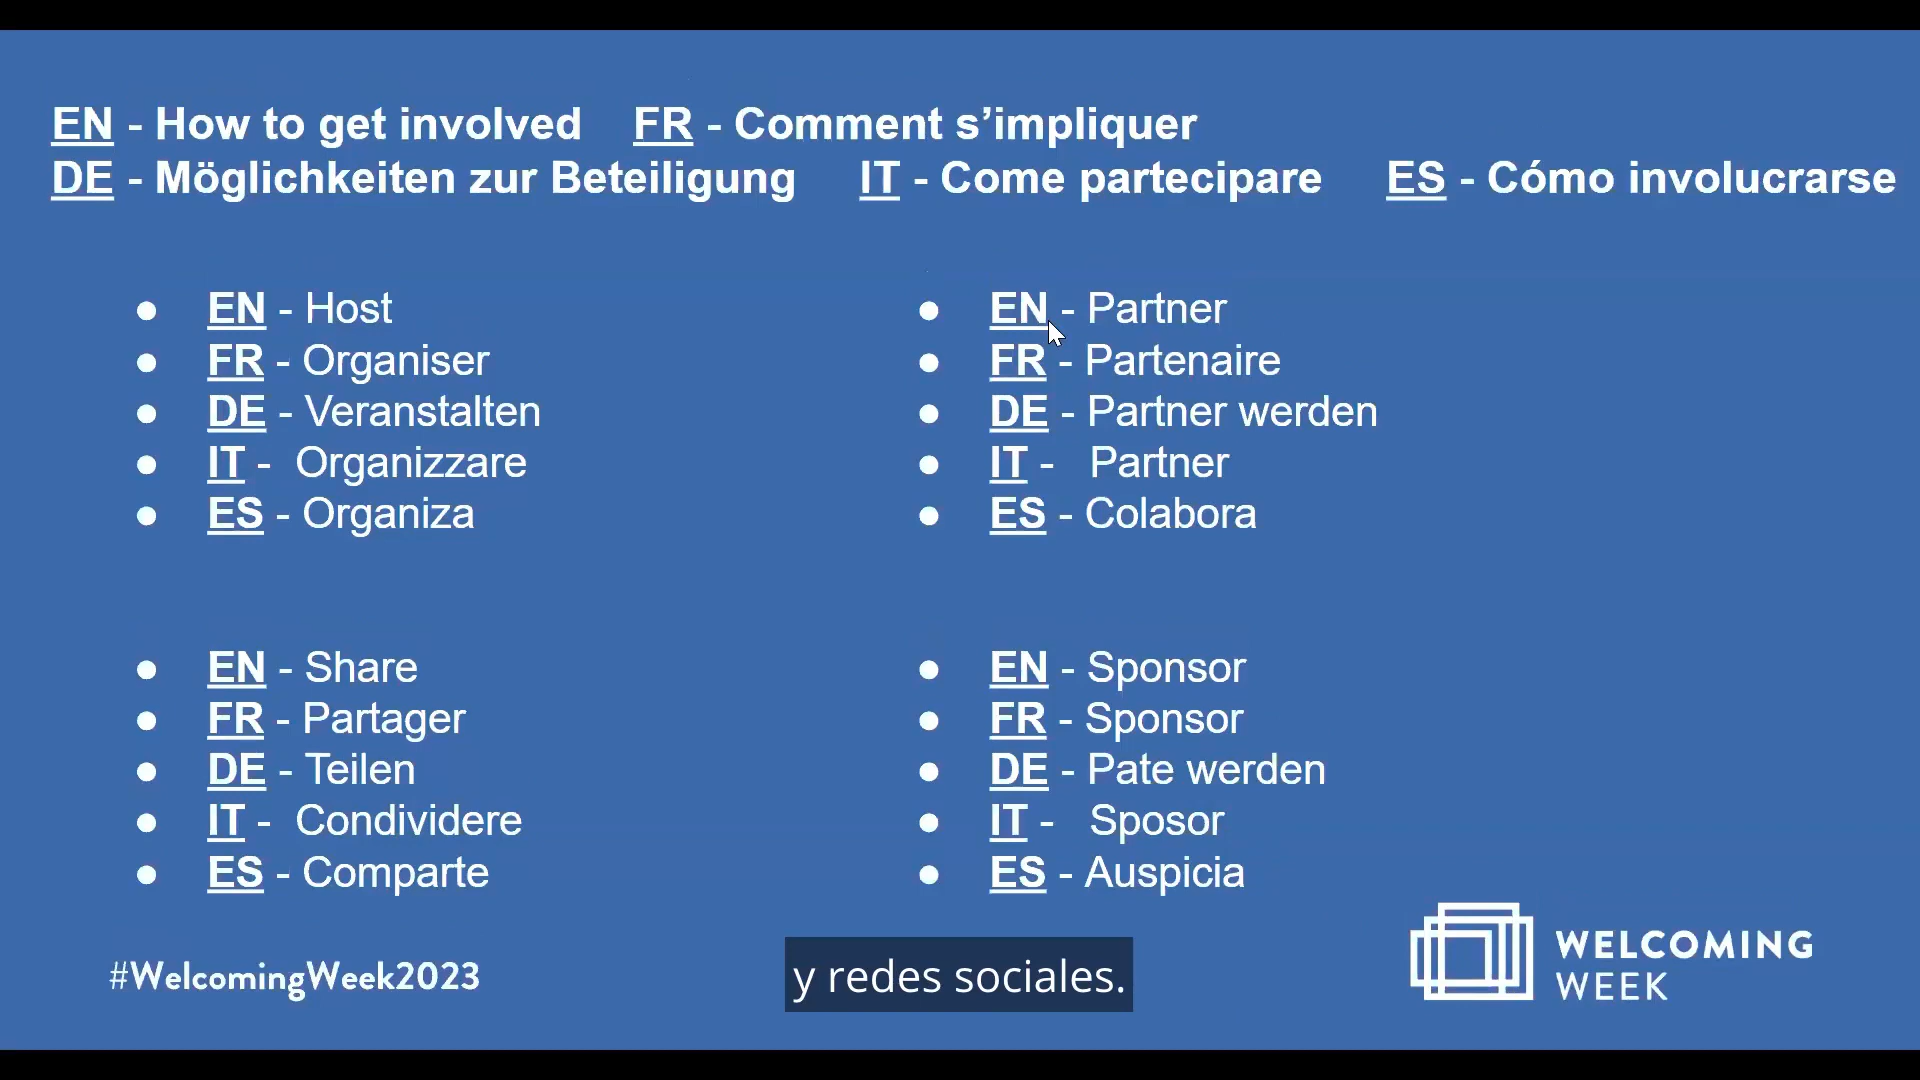 EN - How to get involved FR - Comment s’impliquer
DE - Möglichkeiten zur Beteiligung IT - Come partecipare ES - Cómo involucrarse
● EN - Host
● FR - Organiser
● DE - Veranstalten
● IT - Organizzare
● ES - Organiza
● EN - Partner
● FR - Partenaire
● DE - Partner werden
● IT - Partner
● ES - Colabora
● EN - Share
● FR - Partager
● DE - Teilen
● IT - Condividere
● ES - Comparte
● EN - Sponsor
● FR - Sponsor
● DE - Pate werden
● IT - Sposor
● ES - Auspicia
#WelcomingWeek2023
y redes sociales.
WELCOMING
WEEK